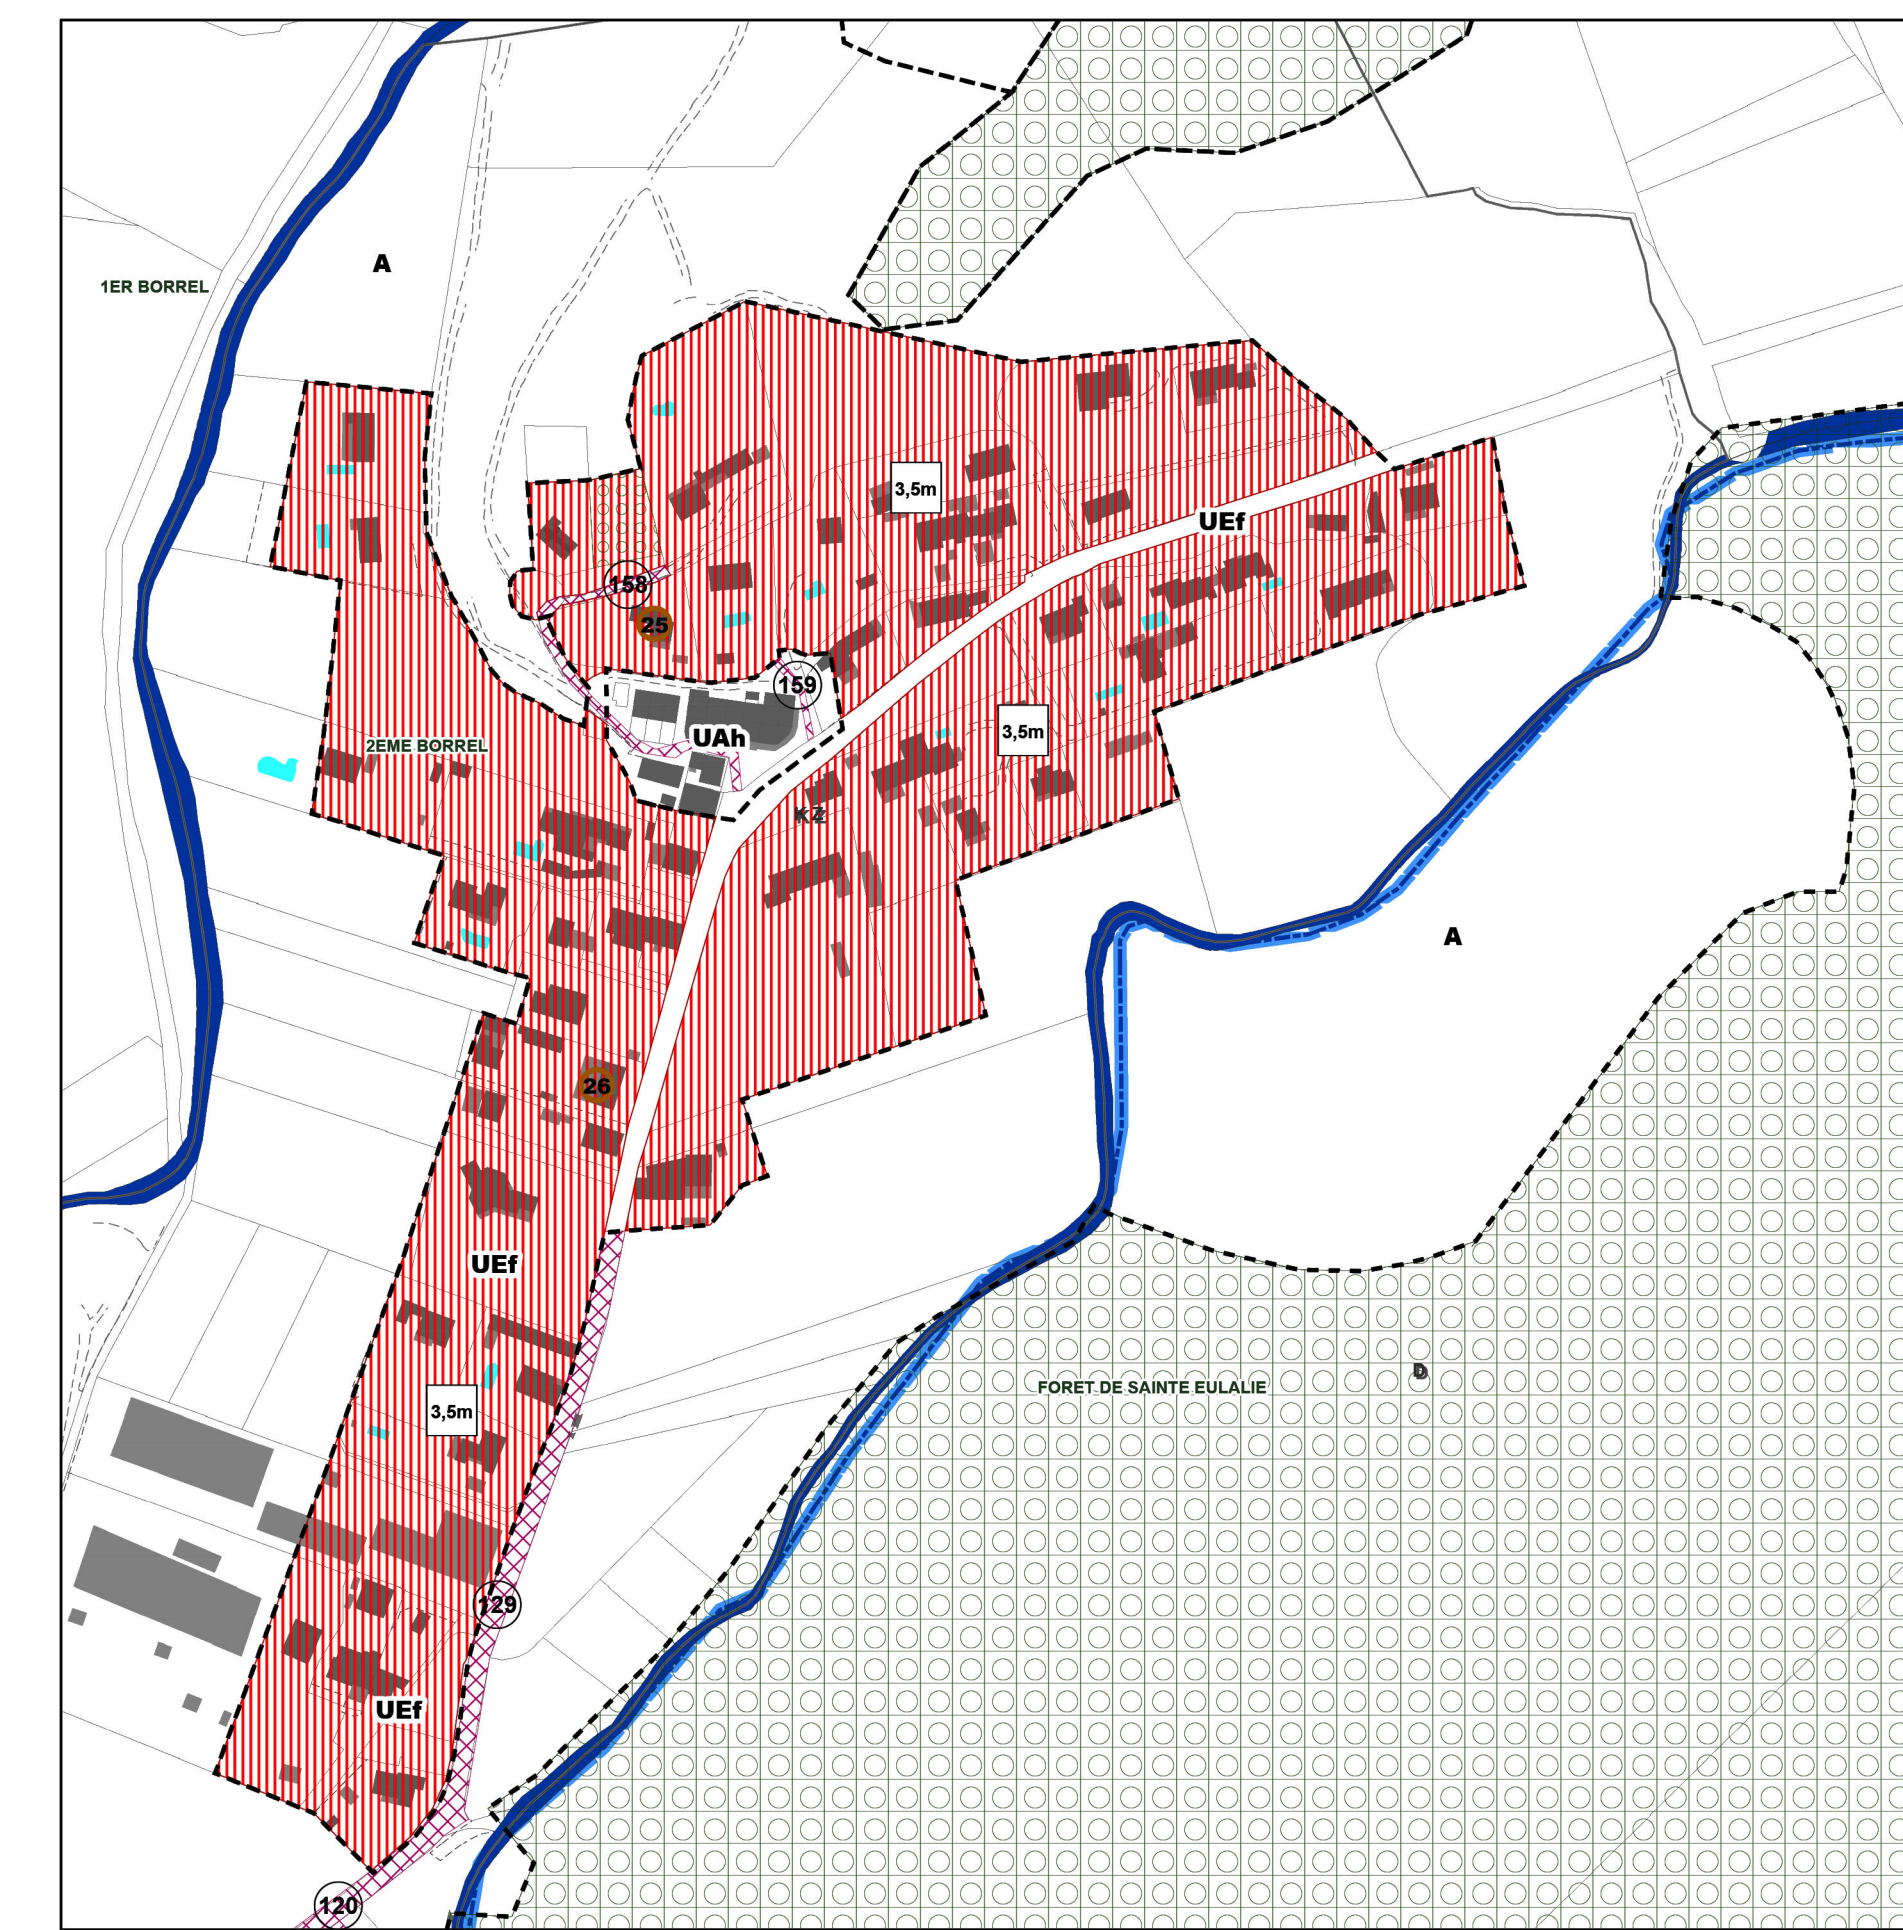 A
1ER BORREL
3,5m
UEf
158
25
159
UAh
3,5m
2EME BORREL
KZ
A
26
UEf
D
FORET DE SAINTE EULALIE
3,5m
129
UEf
120